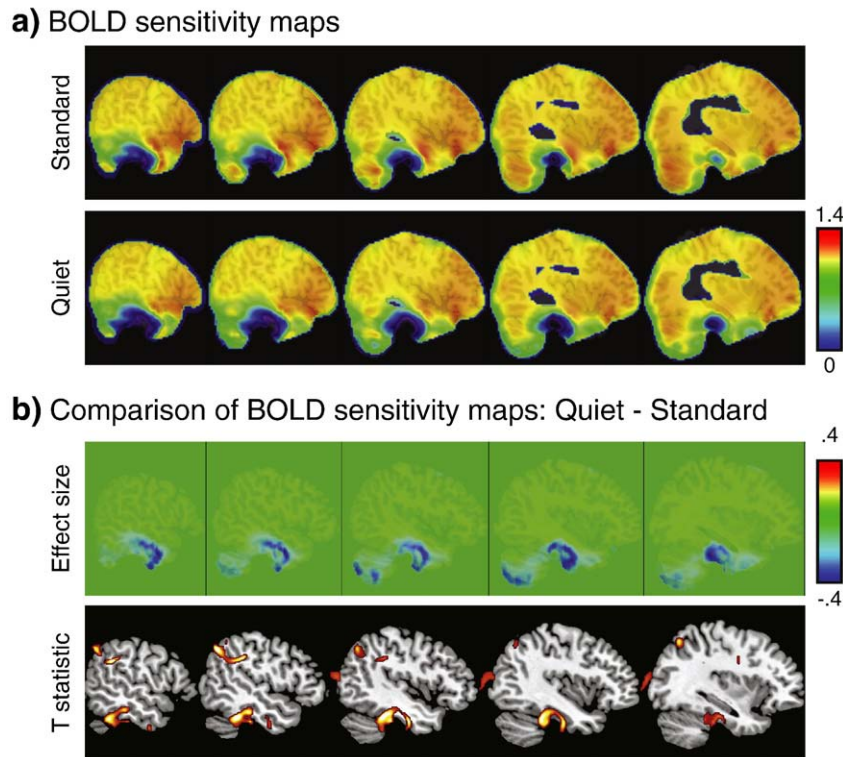 a) BOLD sensitivity maps
Standard
Quiet
1.4
0
b) Comparison of BOLD sensitivity maps: Quiet - Standard
Effect size
T statistic
.4
-.4